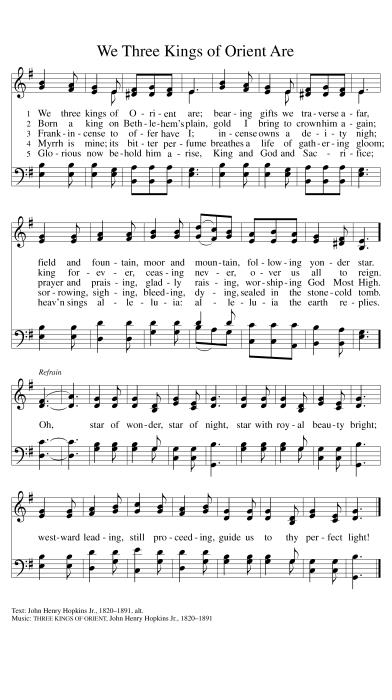 We Three Kings of Orient Are
1 We three kings of O - ri - ent are; bear - ing gifts we tra - verse a - far,
2 Born a king on Beth - le - hem's plain, gold I bring to crown him a - gain;
3 Frank - in - cense to of - fer have I; in - cense owns a de - i - ty nigh;
4 Myrrh is mine; its bit - ter per - fume breathes a life of gath - er - ing gloom;
5 Glo - rious now be - hold him a - rise, King and God and Sac - ri - fice;
field and foun - tain, moor and moun - tain, fol - low - ing yon - der star.
king for - ev - er, ceas - ing nev - er, o - ver us all to reign.
prayer and prais - ing, glad - ly rais - ing, wor - ship - ing God Most High.
sor - rowing, sigh - ing, bleed - ing, dy - ing, sealed in the stone - cold tomb.
heav'n sings al - le - lu - ia: al - le - lu - ia the earth re - plies.
Refrain
Oh, star of won - der, star of night, star with roy - al beau - ty bright;
west - ward lead - ing, still pro - ceed - ing, guide us to thy per - fect light!
Text: John Henry Hopkins Jr., 1820–1891, alt.
Music: THREE KINGS OF ORIENT, John Henry Hopkins Jr., 1820–1891